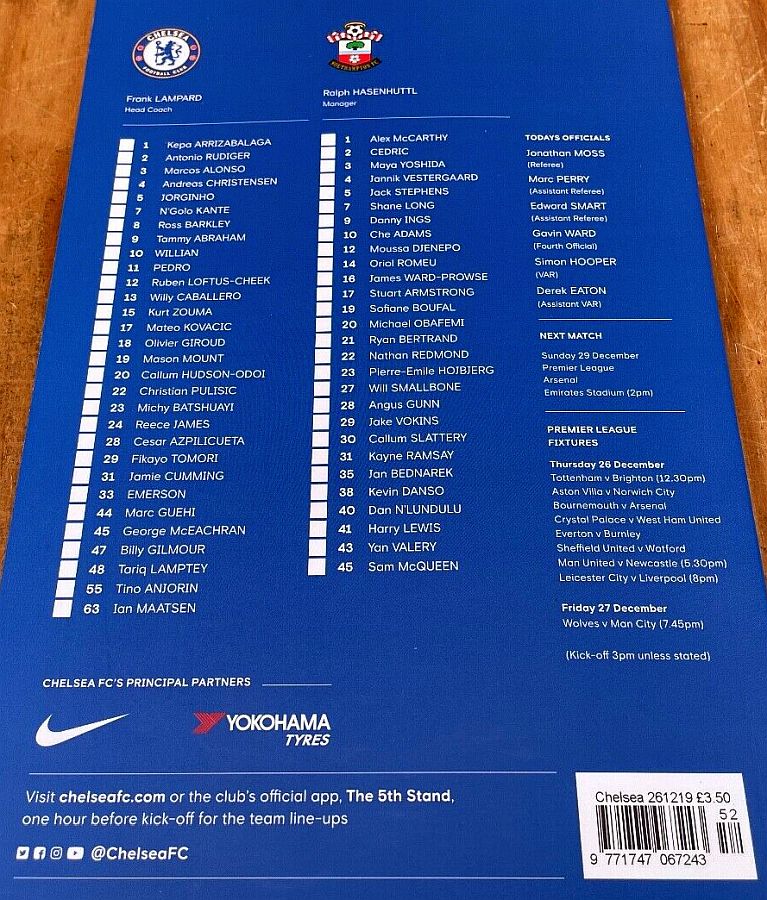 CHELSEA
FOOTBALL CLUB
Frank LAMPARD
Head Coach
1 Kepa ARRIZABALAGA
2 Antonio RUDIGER
3 Marcos ALONSO
4 Andreas CHRISTENSEN
5 JORGINHO
7 N'Golo KANTE
8 Ross BARKLEY
9 Tammy ABRAHAM
10 WILLIAN
11 PEDRO
12 Ruben LOFTUS-CHEEK
13 Willy CABALLERO
15 Kurt ZOUMA
17 Mateo KOVACIC
18 Olivier GIROUD
19 Mason MOUNT
20 Callum HUDSON-ODOI
22 Christian PULISIC
23 Michy BATSHUAYI
24 Reece JAMES
28 Cesar AZPILICUETA
29 Fikayo TOMORI
31 Jamie CUMMING
33 EMERSON
44 Marc GUEHI
45 George McEACHRAN
47 Billy GILMOUR
48 Tariq LAMPTEY
55 Tino ANJORIN
63 Ian MAATSEN
SOUTHAMPTON FC
Ralph HASENHUTTL
Manager
1 Alex McCARTHY
2 CEDRIC
3 Maya YOSHIDA
4 Jannik VESTERGAARD
5 Jack STEPHENS
7 Shane LONG
9 Danny INGS
10 Che ADAMS
12 Moussa DJENEPO
14 Oriol ROMEU
16 James WARD-PROWSE
17 Stuart ARMSTRONG
19 Sofiane BOUFAL
20 Michael OBAFEMI
21 Ryan BERTRAND
22 Nathan REDMOND
23 Pierre-Emile HOJBJERG
27 Will SMALLBONE
28 Angus GUNN
29 Jake VOKINS
30 Callum SLATTERY
31 Kayne RAMSAY
35 Jan BEDNAREK
38 Kevin DANSO
40 Dan N'LUNDULU
41 Harry LEWIS
43 Yan VALERY
45 Sam McQUEEN
TODAYS OFFICIALS
Jonathan MOSS
(Referee)
Marc PERRY
(Assistant Referee)
Edward SMART
(Assistant Referee)
Gavin WARD
(Fourth Official)
Simon HOOPER
(VAR)
Derek EATON
(Assistant VAR)
NEXT MATCH
Sunday 29 December
Premier League
Arsenal
Emirates Stadium (2pm)
PREMIER LEAGUE
FIXTURES
Thursday 26 December
Tottenham v Brighton (12.30pm)
Aston Villa v Norwich City
Bournemouth v Arsenal
Crystal Palace v West Ham United
Everton v Burnley
Sheffield United v Watford
Man United v Newcastle (5.30pm)
Leicester City v Liverpool (8pm)
Friday 27 December
Wolves v Man City (7.45pm)
(Kick-off 3pm unless stated)
CHELSEA FC'S PRINCIPAL PARTNERS
YOKOHAMA
TYRES
Visit chelseafc.com or the club's official app, The 5th Stand,
one hour before kick-off for the team line-ups
@ChelseaFC
Chelsea 261219 £3.50
52
9 771747 067243